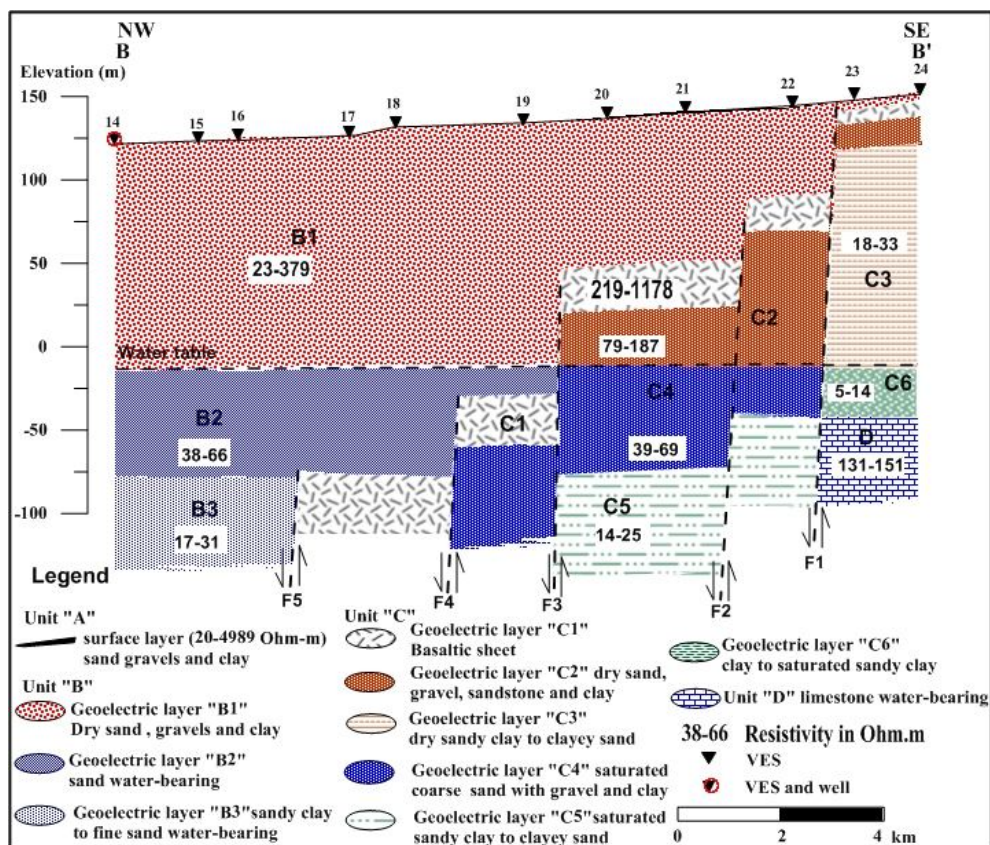 NW
B
SE
B'
Elevation (m)
150
100
50
0
-50
-100
14
15
16
17
18
19
20
21
22
23
24
B1
23-379
219-1178
79-187
C2
18-33
C3
Water table
B2
38-66
C1
C4
39-69
5-14
C6
D
131-151
B3
17-31
C5
14-25
F5
F4
F3
F2
F1
Legend
Unit "A"
surface layer (20-4989 Ohm-m)
sand gravels and clay
Unit "B"
Geoelectric layer "B1"
Dry sand , gravels and clay
Geoelectric layer "B2"
sand water-bearing
Geoelectric layer "B3"sandy clay
to fine sand water-bearing
Unit "C"
Geoelectric layer "C1"
Basaltic sheet
Geoelectric layer "C2" dry sand,
gravel, sandstone and clay
Geoelectric layer "C3"
dry sandy clay to clayey sand
Geoelectric layer "C4" saturated
coarse sand with gravel and clay
Geoelectric layer "C5"saturated
sandy clay to clayey sand
Geoelectric layer "C6"
clay to saturated sandy clay
Unit "D" limestone water-bearing
38-66 Resistivity in Ohm.m
VES
VES and well
0 2 4
km